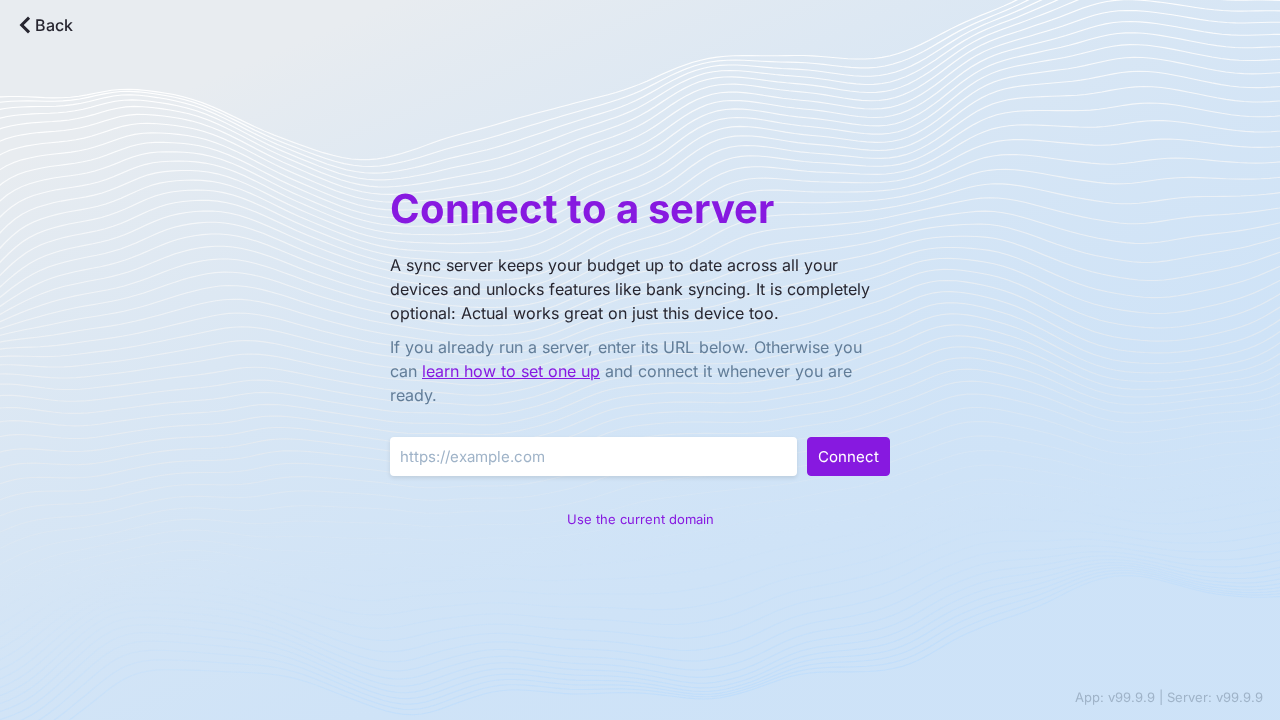 Back
Connect to a server
A sync server keeps your budget up to date across all your
devices and unlocks features like bank syncing. It is completely
optional: Actual works great on just this device too.
If you already run a server, enter its URL below. Otherwise you
can learn how to set one up and connect it whenever you are
ready.
https://example.com
Connect
Use the current domain
App: v99.9.9 | Server: v99.9.9